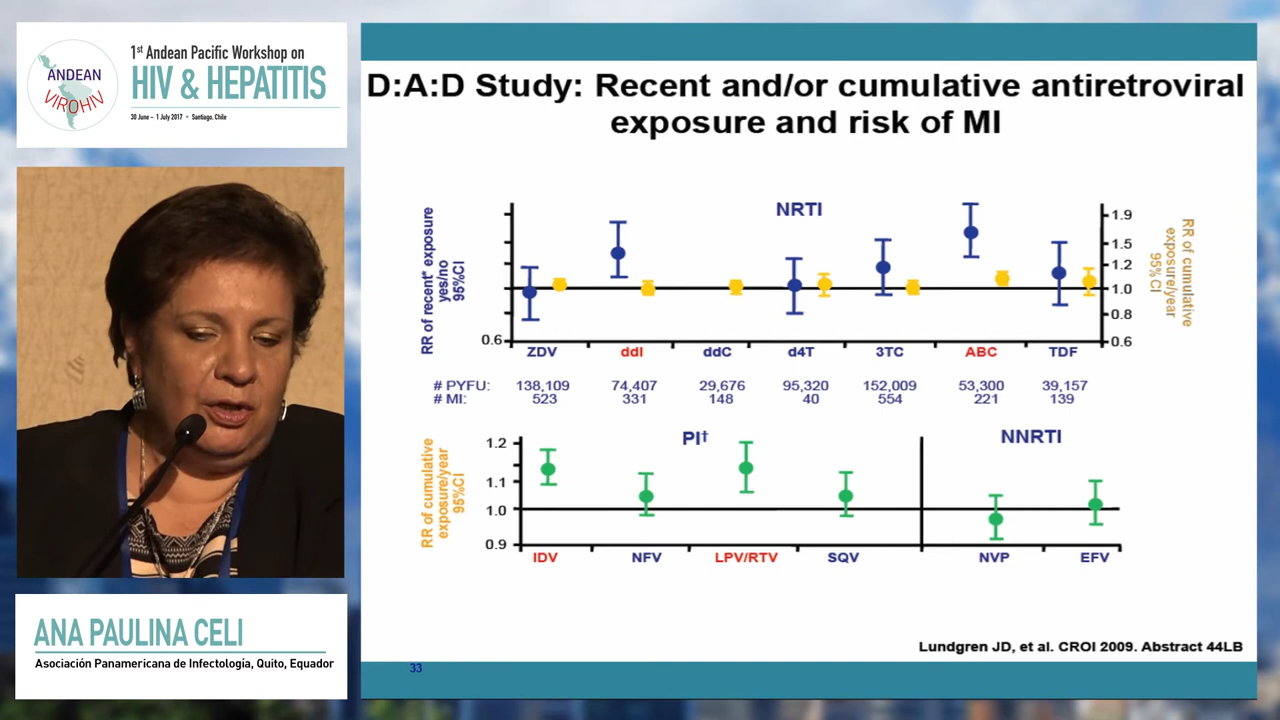 1st Andean Pacific Workshop on
HIV & HEPATITIS
30 June - 1 July 2017 • Santiago, Chile
ANDEAN
VIROHIV
D:A:D Study: Recent and/or cumulative antiretroviral
exposure and risk of MI
NRTI
RR of recent* exposure
yes/no
95%CI
0.6
1.9
1.5
1.2
1.0
0.8
0.6
RR of cumulative
exposure/year
95%CI
ZDV ddI ddC d4T 3TC ABC TDF
# PYFU: 138,109 74,407 29,676 95,320 152,009 53,300 39,157
# MI: 523 331 148 40 554 221 139
PI† NNRTI
RR of cumulative
exposure/year
95%CI
1.2
1.1
1.0
0.9
IDV NFV LPV/RTV SQV NVP EFV
Lundgren JD, et al. CROI 2009. Abstract 44LB
33
ANA PAULINA CELI
Asociación Panamericana de Infectología, Quito, Equador